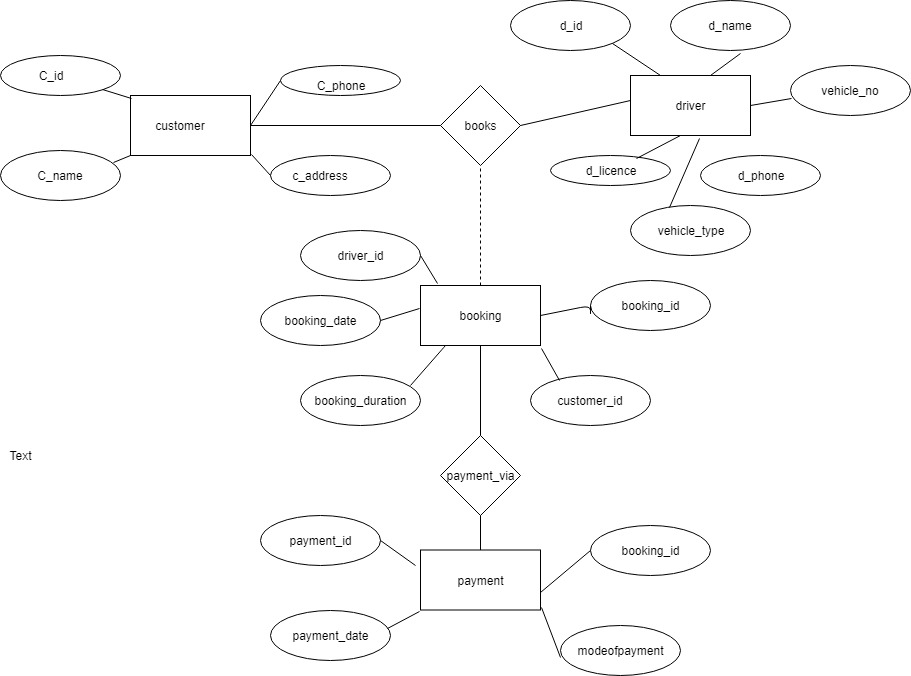 d_id
d_name
C_id
C_phone
vehicle_no
customer
books
driver
C_name
c_address
d_licence
d_phone
vehicle_type
driver_id
booking_date
booking
booking_id
booking_duration
customer_id
Text
payment_via
payment_id
booking_id
payment
payment_date
modeofpayment